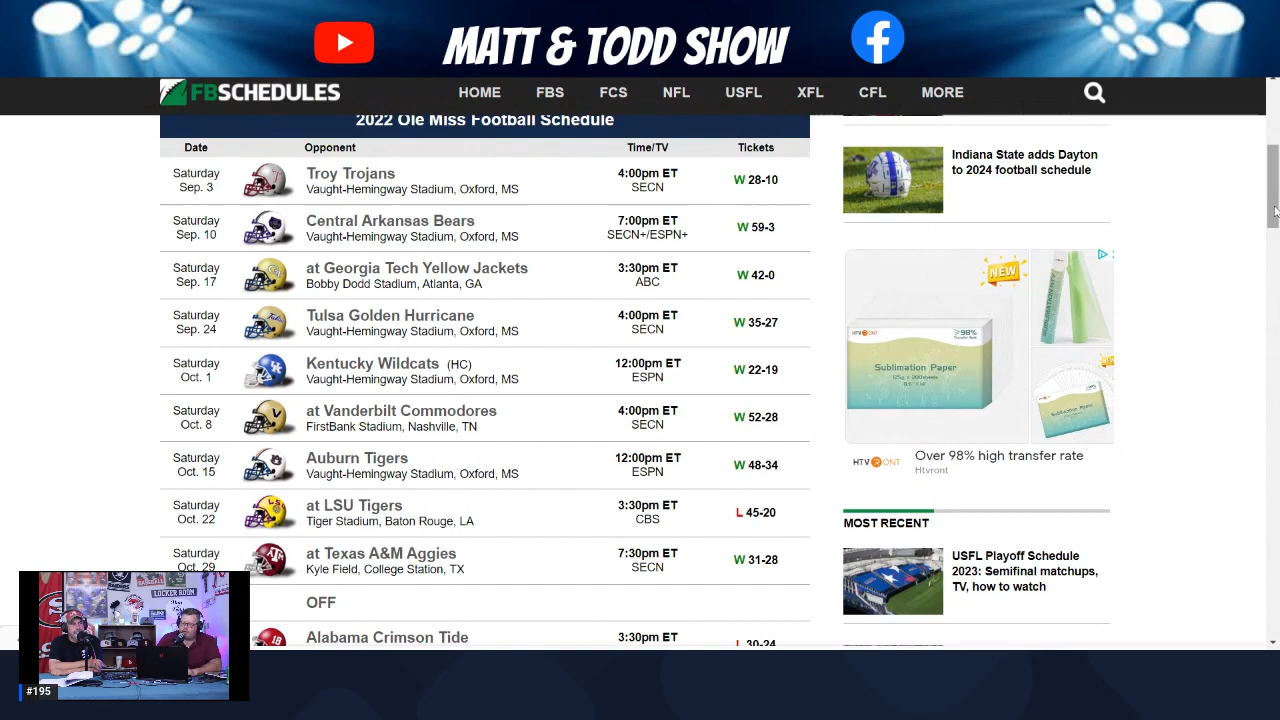 MATT & TODD SHOW
FBSCHEDULES
HOME FBS FCS NFL USFL XFL CFL MORE
2022 Ole Miss Football Schedule
Date Opponent Time/TV Tickets
Saturday Sep. 3
Troy Trojans
Vaught-Hemingway Stadium, Oxford, MS
4:00pm ET
SECN
W 28-10
Saturday
Sep. 10
Central Arkansas Bears
Vaught-Hemingway Stadium, Oxford, MS
7:00pm ET
SECN+/ESPN+
W 59-3
Saturday
Sep. 17
at Georgia Tech Yellow Jackets
Bobby Dodd Stadium, Atlanta, GA
3:30pm ET
ABC
W 42-0
Saturday
Sep. 24
Tulsa Golden Hurricane
Vaught-Hemingway Stadium, Oxford, MS
4:00pm ET
SECN
W 35-27
Saturday
Oct. 1
Kentucky Wildcats (HC)
Vaught-Hemingway Stadium, Oxford, MS
12:00pm ET
ESPN
W 22-19
Saturday
Oct. 8
at Vanderbilt Commodores
FirstBank Stadium, Nashville, TN
4:00pm ET
SECN
W 52-28
Saturday
Oct. 15
Auburn Tigers
Vaught-Hemingway Stadium, Oxford, MS
12:00pm ET
ESPN
W 48-34
Saturday
Oct. 22
at LSU Tigers
Tiger Stadium, Baton Rouge, LA
3:30pm ET
CBS
L 45-20
Saturday
Oct. 29
at Texas A&M Aggies
Kyle Field, College Station, TX
7:30pm ET
SECN
W 31-28
OFF
Alabama Crimson Tide
3:30pm ET
L 30-24
Indiana State adds Dayton
to 2024 football schedule
NEW
HTVRONT
>98%
Sublimation Paper
HTVRONT
Over 98% high transfer rate
Htvront
MOST RECENT
USFL Playoff Schedule
2023: Semifinal matchups,
TV, how to watch
LOCKER ROOM
#195